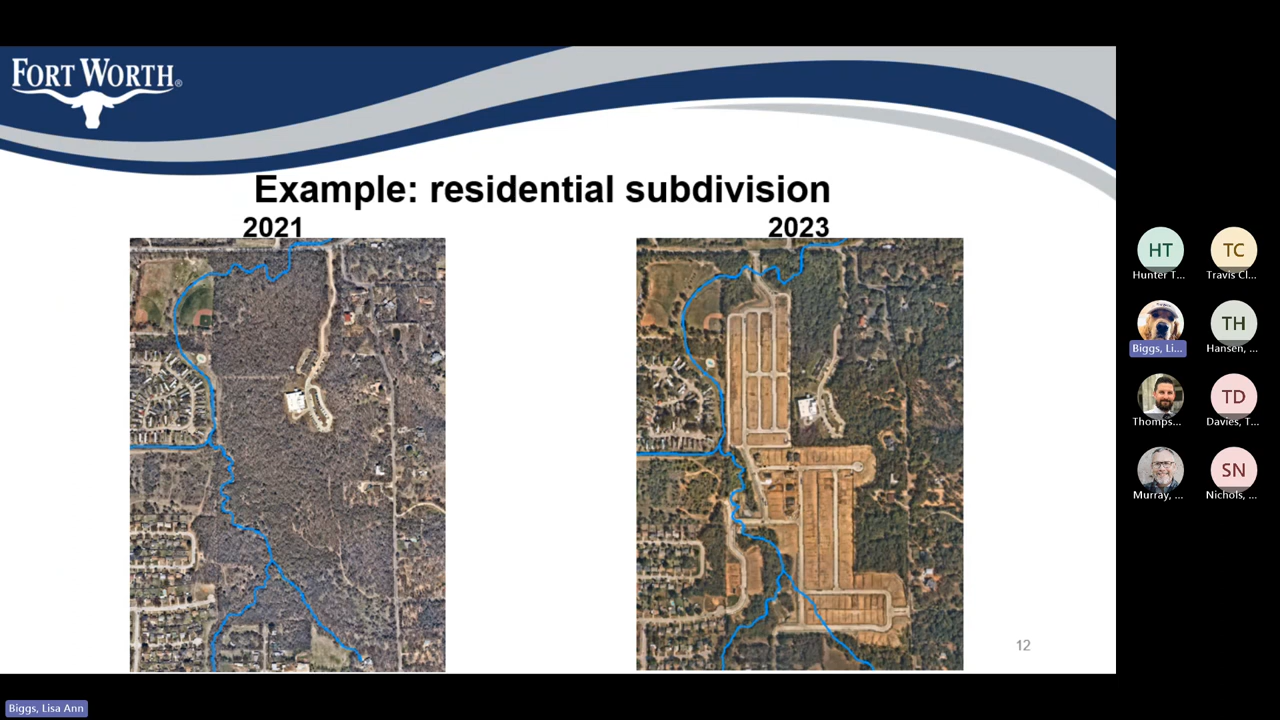 FORT WORTH®
Example: residential subdivision
2021
2023
12
HT
Hunter T...
TC
Travis Cl...
Biggs, Li...
TH
Hansen, ...
Thomps...
TD
Davies, T...
Murray, ...
SN
Nichols, ...
Biggs, Lisa Ann